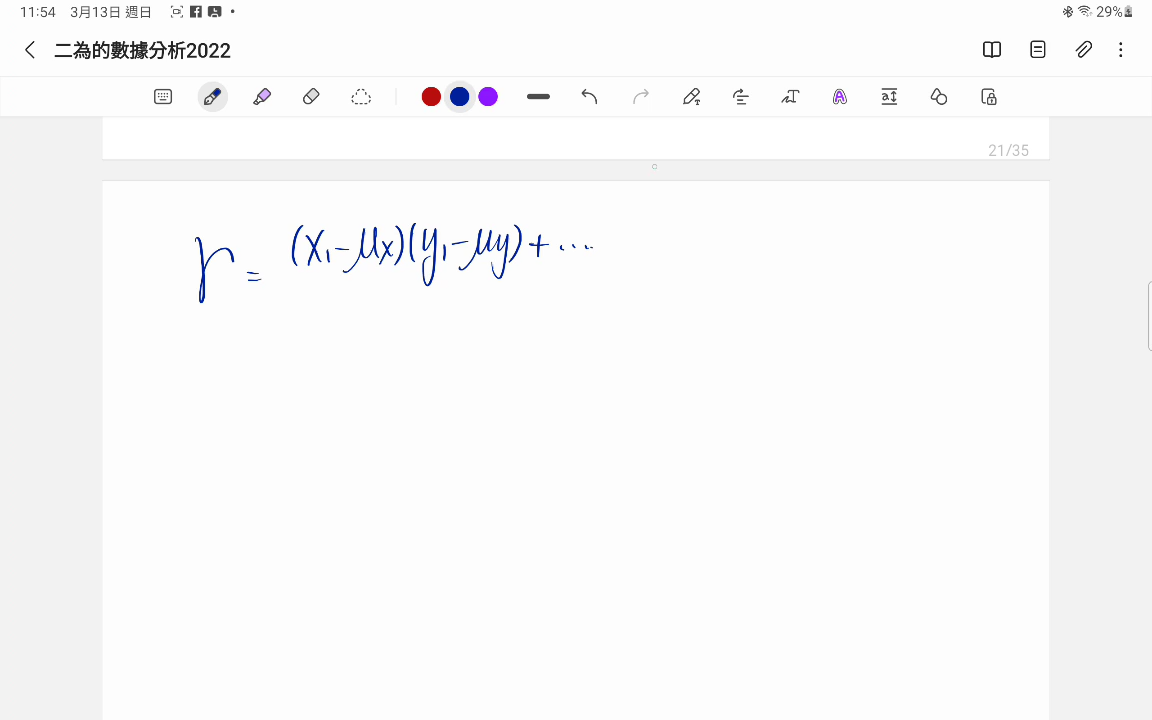 11:54 3月13日 週日 29%
二為的數據分析2022
21/35
r = (x₁-μx)(y₁-μy)+...